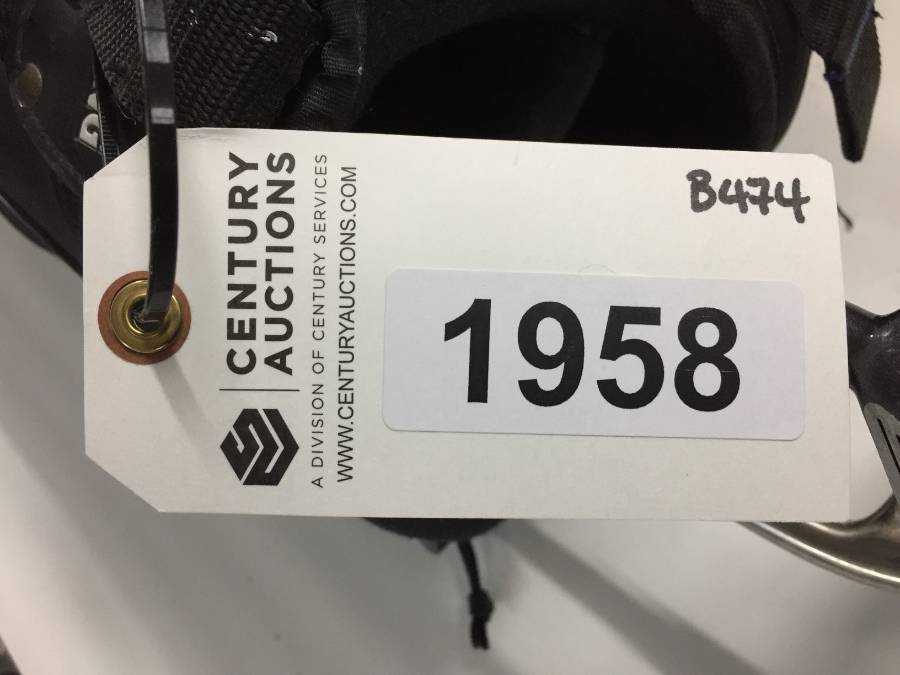 CENTURY
AUCTIONS
A DIVISION OF CENTURY SERVICES
WWW.CENTURYAUCTIONS.COM
B474
1958